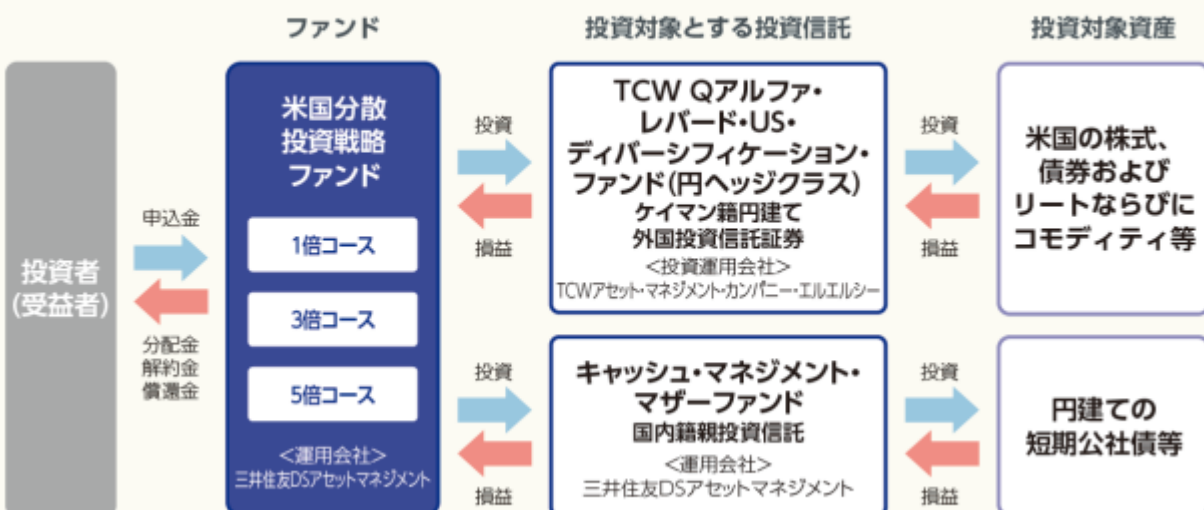 ファンド
投資対象とする投資信託
投資対象資産
投資者
(受益者)
申込金
分配金
解約金
償還金
米国分散
投資戦略
ファンド
1倍コース
3倍コース
5倍コース
<運用会社>
三井住友DSアセットマネジメント
投資
損益
TCW Qアルファ・
レバード・US・
ディバーシフィケーション・
ファンド(円ヘッジクラス)
ケイマン籍円建て
外国投資信託証券
<投資運用会社>
TCWアセット・マネジメント・カンパニー・エルエルシー
投資
損益
米国の株式、
債券および
リートならびに
コモディティ等
投資
損益
キャッシュ・マネジメント・
マザーファンド
国内籍親投資信託
<運用会社>
三井住友DSアセットマネジメント
投資
損益
円建ての
短期公社債等